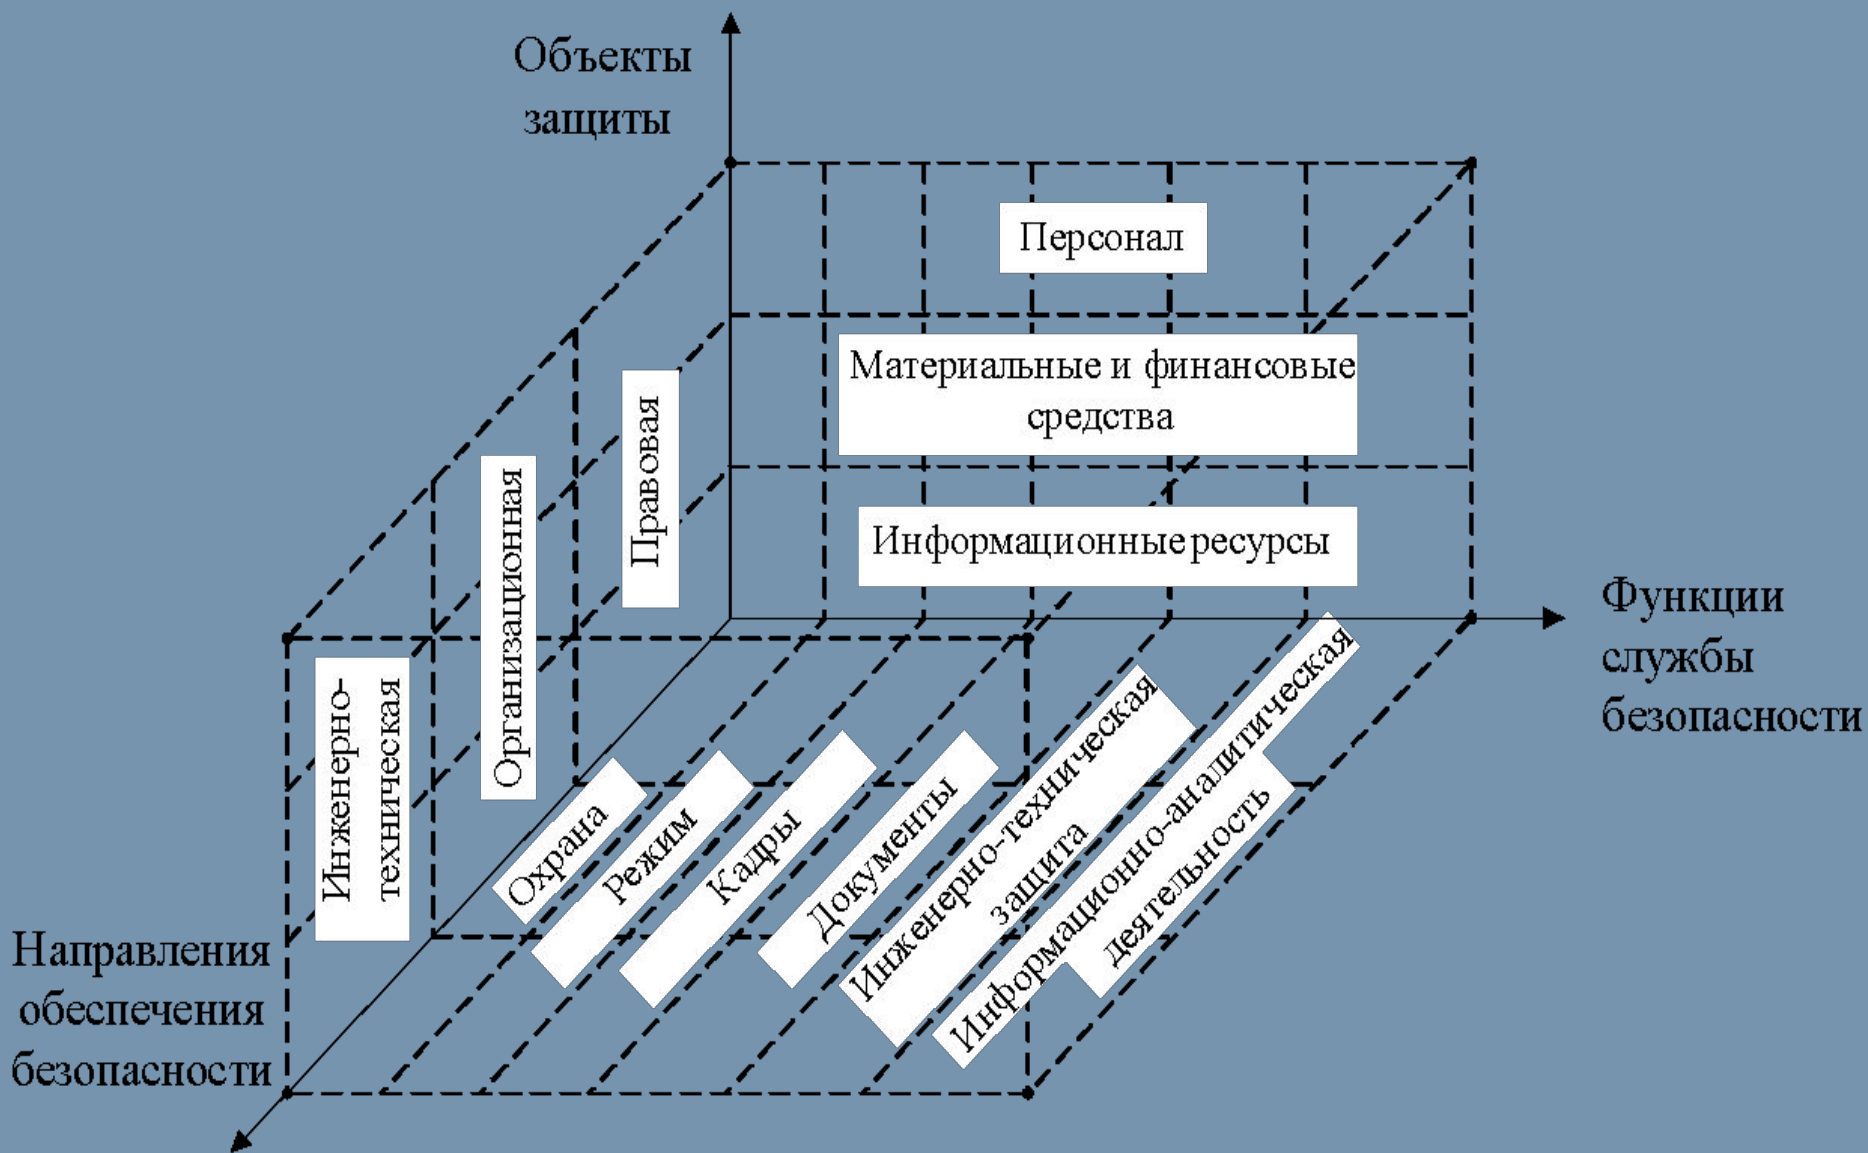 Объекты
защиты
Персонал
Материальные и финансовые
средства
Информационные ресурсы
Правовая
Организационная
Инженерно-
техническая
Функции
службы
безопасности
Охрана
Режим
Кадры
Документы
Инженерно-техническая
защита
Информационно-аналитическая
деятельность
Направления
обеспечения
безопасности